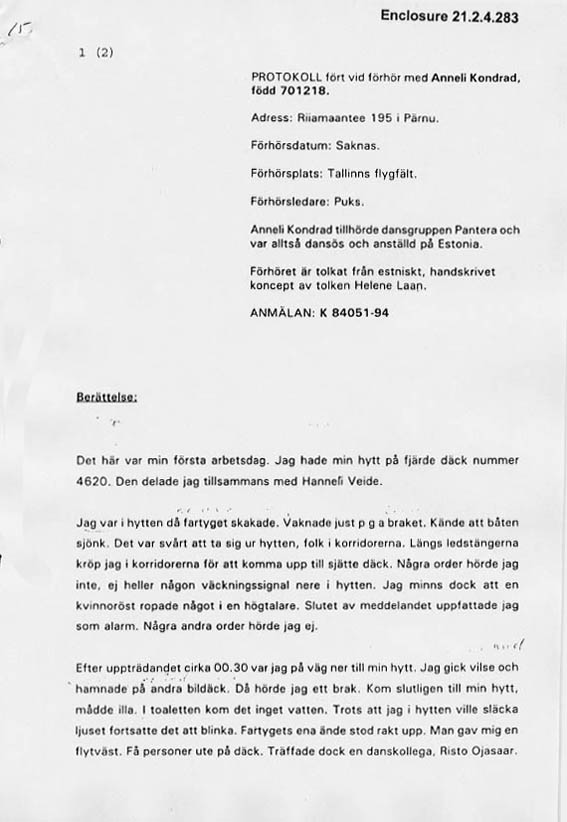 Enclosure 21.2.4.283
15
1 (2)
PROTOKOLL fört vid förhör med Anneli Kondrad,
född 701218.
Adress: Riiamaantee 195 i Pärnu.
Förhörsdatum: Saknas.
Förhörsplats: Tallinns flygfält.
Förhörsledare: Puks.
Anneli Kondrad tillhörde dansgruppen Pantera och
var alltså dansös och anställd på Estonia.
Förhöret är tolkat från estniskt, handskrivet
koncept av tolken Helene Laan.
ANMÄLAN: K 84051-94
Berättelse:
Det här var min första arbetsdag. Jag hade min hytt på fjärde däck nummer
4620. Den delade jag tillsammans med Hanneli Veide.
Jag var i hytten då fartyget skakade. Vaknade just p g a braket. Kände att båten
sjönk. Det var svårt att ta sig ur hytten, folk i korridorerna. Längs ledstängerna
kröp jag i korridorerna för att komma upp till sjätte däck. Några order hörde jag
inte, ej heller någon väckningssignal nere i hytten. Jag minns dock att en
kvinnoröst ropade något i en högtalare. Slutet av meddelandet uppfattade jag
som alarm. Några andra order hörde jag ej.
Efter uppträdandet cirka 00.30 var jag på väg ner till min hytt. Jag gick vilse och
hamnade på andra bildäck. Då hörde jag ett brak. Kom slutligen till min hytt,
mådde illa. I toaletten kom det inget vatten. Trots att jag i hytten ville släcka
ljuset fortsatte det att blinka. Fartygets ena ände stod rakt upp. Man gav mig en
flytväst. Få personer ute på däck. Träffade dock en danskollega, Risto Ojasaar.